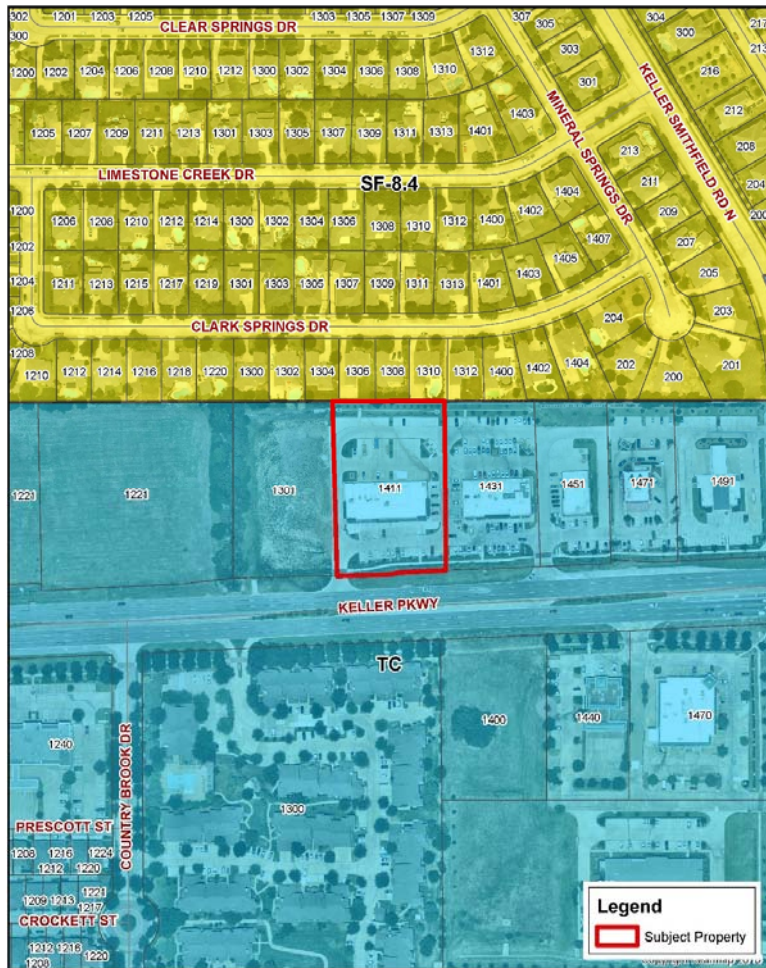 302 1201 1203 1205 1303 1305 1307 1309 307 305 304 300 217
300 CLEAR SPRINGS DR
303 213
1312 216
1200 1202 1204 1206 1208 1210 1212 1300 1302 1304 1306 1308 1310 301
MINERAL SPRINGS DR
KELLER SMITHFIELD RD N
212
1205 1207 1209 1211 1213 1301 1303 1305 1307 1309 1311 1313 1401 1403
213 208
LIMESTONE CREEK DR
SF-8.4
211 204
1200 1404 209 200
1206 1208 1210 1212 1214 1300 1302 1304 1306 1308 1310 1312 1400 1402
1202 1407 207
1405 205
1204 1211 1213 1215 1217 1219 1301 1303 1305 1307 1309 1311 1313 1401 1403
1206 203
CLARK SPRINGS DR
204
1208 1210 1212 1214 1216 1218 1220 1300 1302 1304 1306 1308 1310 1312 1400 1402 1404 202 200 201
1221 1221 1301 1411 1431 1451 1471 1491
KELLER PKWY
TC
1400 1440 1470
1240
COUNTRY BROOK DR
1300
PRESCOTT ST
1208 1216 1224
1212 1220
1209 1213 1221
1217
CROCKETT ST
1212 1216 1220
1208
Legend
Subject Property